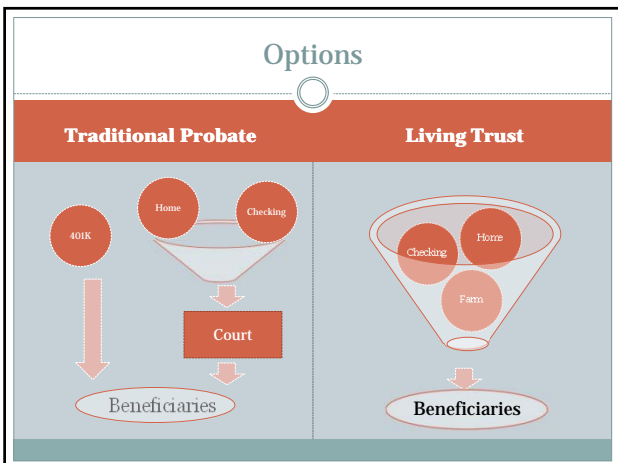 Options
Traditional Probate
Living Trust
401K
Home
Checking
Court
Beneficiaries
Checking
Home
Farm
Beneficiaries